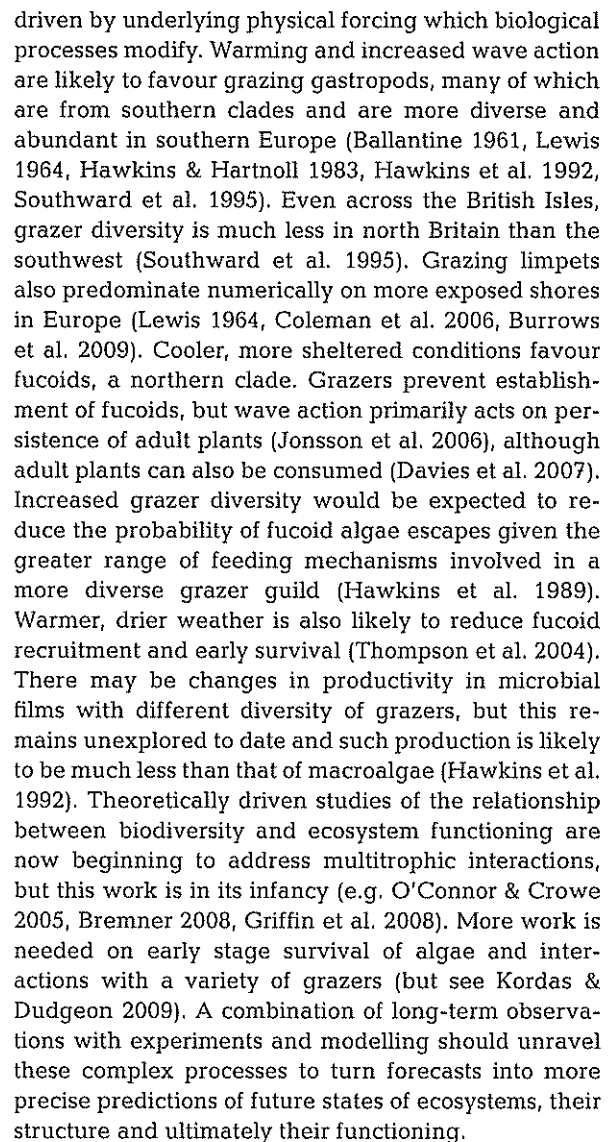 driven by underlying physical forcing which biological
processes modify. Warming and increased wave action
are likely to favour grazing gastropods, many of which
are from southern clades and are more diverse and
abundant in southern Europe (Ballantine 1961, Lewis
1964, Hawkins & Hartnoll 1983, Hawkins et al. 1992,
Southward et al. 1995). Even across the British Isles,
grazer diversity is much less in north Britain than the
southwest (Southward et al. 1995). Grazing limpets
also predominate numerically on more exposed shores
in Europe (Lewis 1964, Coleman et al. 2006, Burrows
et al. 2009). Cooler, more sheltered conditions favour
fucoids, a northern clade. Grazers prevent establish-
ment of fucoids, but wave action primarily acts on per-
sistence of adult plants (Jonsson et al. 2006), although
adult plants can also be consumed (Davies et al. 2007).
Increased grazer diversity would be expected to re-
duce the probability of fucoid algae escapes given the
greater range of feeding mechanisms involved in a
more diverse grazer guild (Hawkins et al. 1989).
Warmer, drier weather is also likely to reduce fucoid
recruitment and early survival (Thompson et al. 2004).
There may be changes in productivity in microbial
films with different diversity of grazers, but this re-
mains unexplored to date and such production is likely
to be much less than that of macroalgae (Hawkins et al.
1992). Theoretically driven studies of the relationship
between biodiversity and ecosystem functioning are
now beginning to address multitrophic interactions,
but this work is in its infancy (e.g. O'Connor & Crowe
2005, Bremner 2008, Griffin et al. 2008). More work is
needed on early stage survival of algae and inter-
actions with a variety of grazers (but see Kordas &
Dudgeon 2009). A combination of long-term observa-
tions with experiments and modelling should unravel
these complex processes to turn forecasts into more
precise predictions of future states of ecosystems, their
structure and ultimately their functioning.